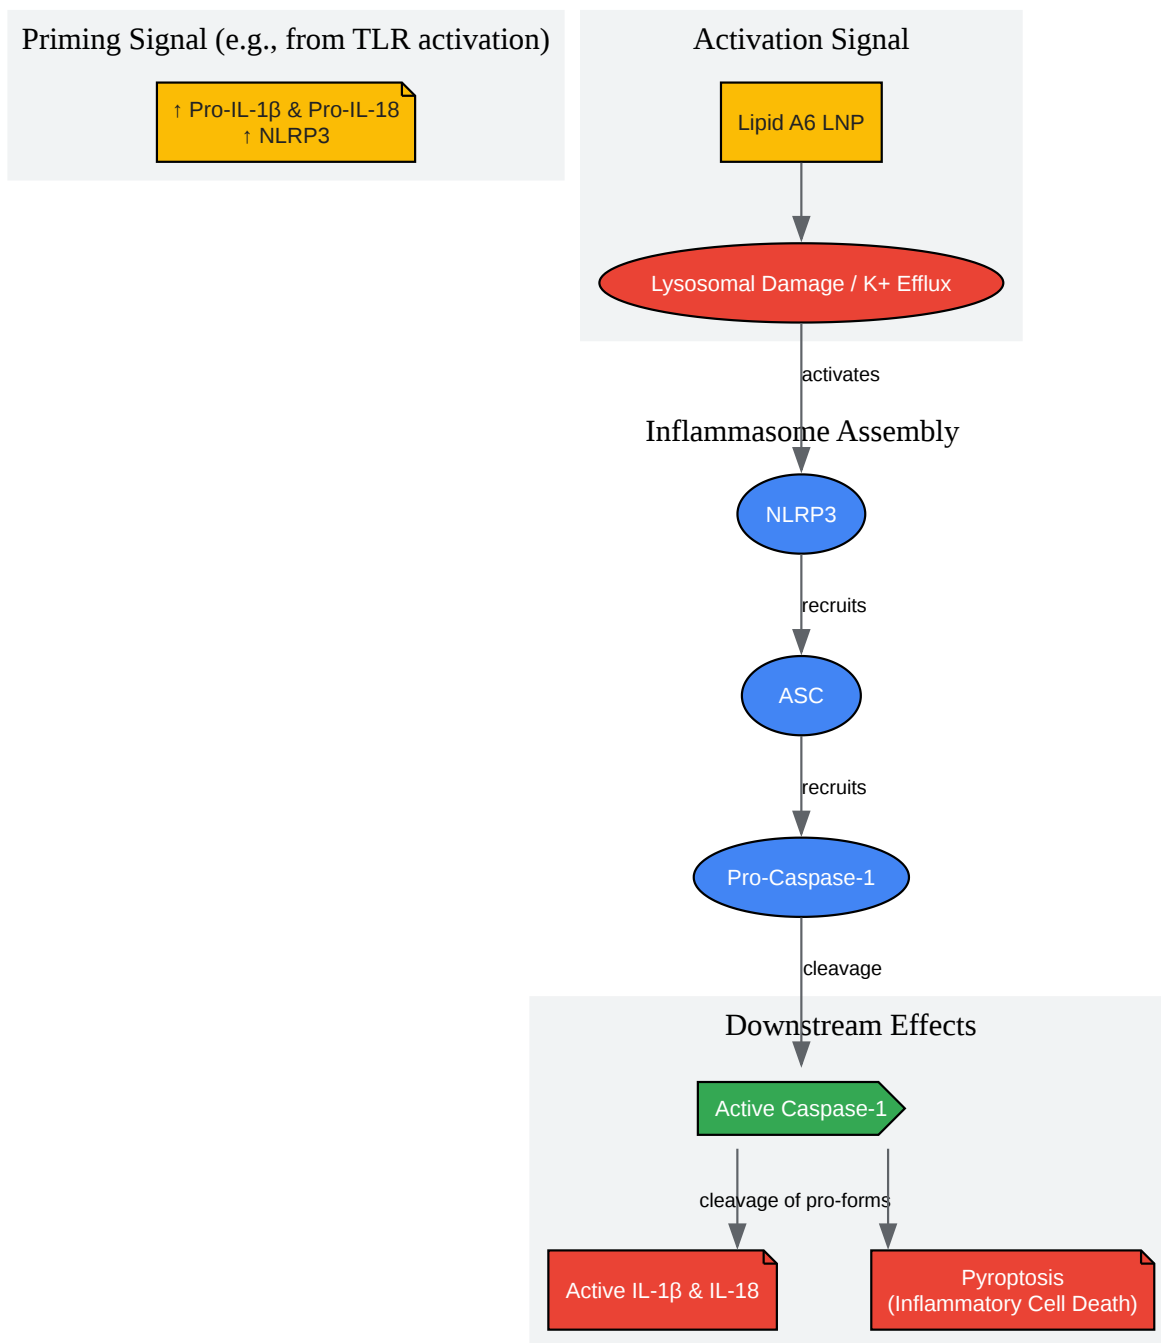 Priming Signal (e.g., from TLR activation)
↑ Pro-IL-1β & Pro-IL-18
↑ NLRP3
Activation Signal
Lipid A6 LNP
Lysosomal Damage / K+ Efflux
activates
Inflammasome Assembly
NLRP3
recruits
ASC
recruits
Pro-Caspase-1
cleavage
Downstream Effects
Active Caspase-1
cleavage of pro-forms
Active IL-1β & IL-18
Pyroptosis
(Inflammatory Cell Death)